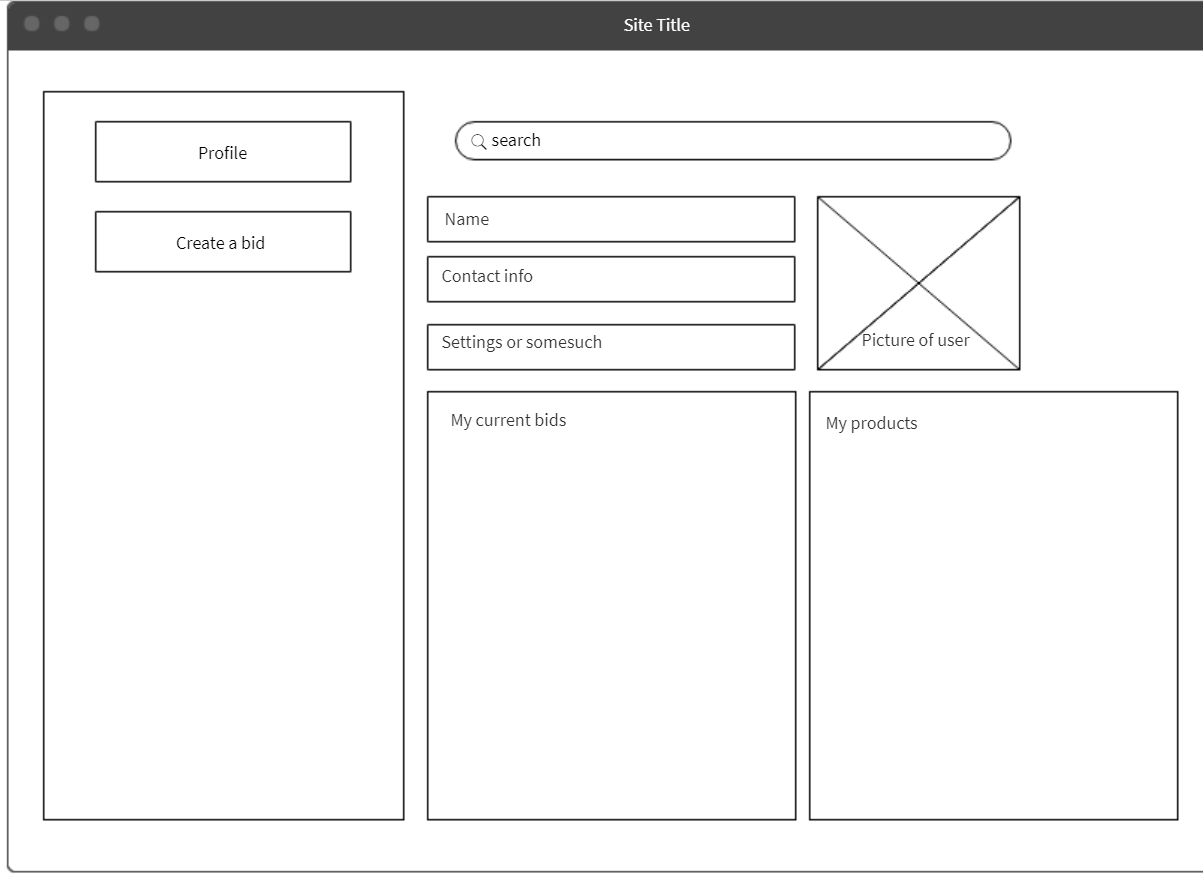 Site Title
Profile
Create a bid
search
Name
Contact info
Settings or somesuch
Picture of user
My current bids
My products